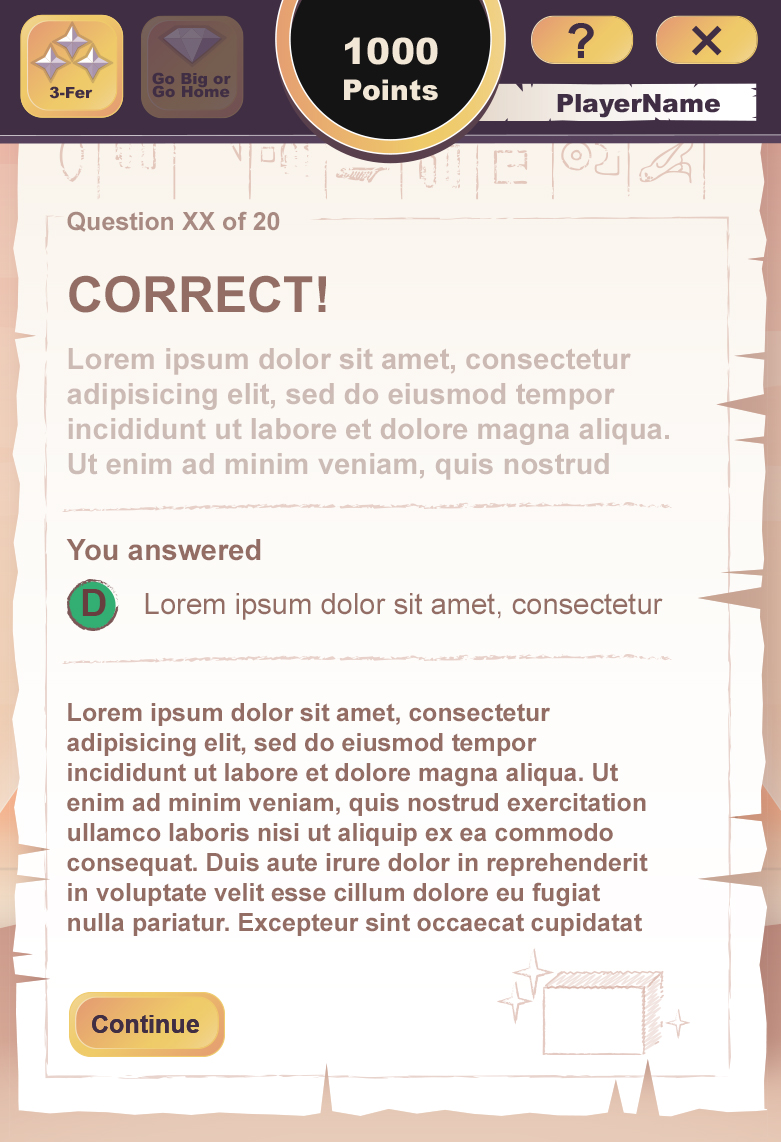 3-Fer
Go Big or
Go Home
1000
Points
?
×
PlayerName
Question XX of 20
CORRECT!
Lorem ipsum dolor sit amet, consectetur
adipisicing elit, sed do eiusmod tempor
incididunt ut labore et dolore magna aliqua.
Ut enim ad minim veniam, quis nostrud
You answered
D Lorem ipsum dolor sit amet, consectetur
Lorem ipsum dolor sit amet, consectetur
adipisicing elit, sed do eiusmod tempor
incididunt ut labore et dolore magna aliqua. Ut
enim ad minim veniam, quis nostrud exercitation
ullamco laboris nisi ut aliquip ex ea commodo
consequat. Duis aute irure dolor in reprehenderit
in voluptate velit esse cillum dolore eu fugiat
nulla pariatur. Excepteur sint occaecat cupidatat
Continue